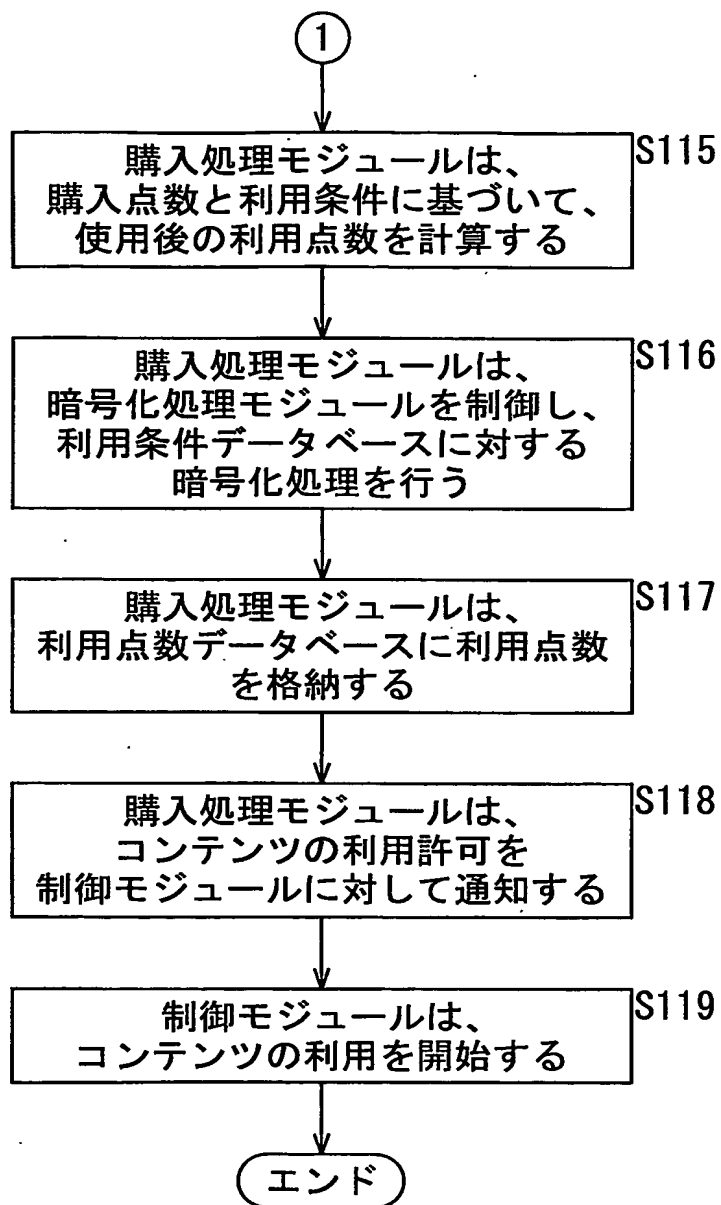 1
購入処理モジュールは、
購入点数と利用条件に基づいて、
使用後の利用点数を計算する
S115
購入処理モジュールは、
暗号化処理モジュールを制御し、
利用条件データベースに対する
暗号化処理を行う
S116
購入処理モジュールは、
利用点数データベースに利用点数
を格納する
S117
購入処理モジュールは、
コンテンツの利用許可を
制御モジュールに対して通知する
S118
制御モジュールは、
コンテンツの利用を開始する
S119
エンド